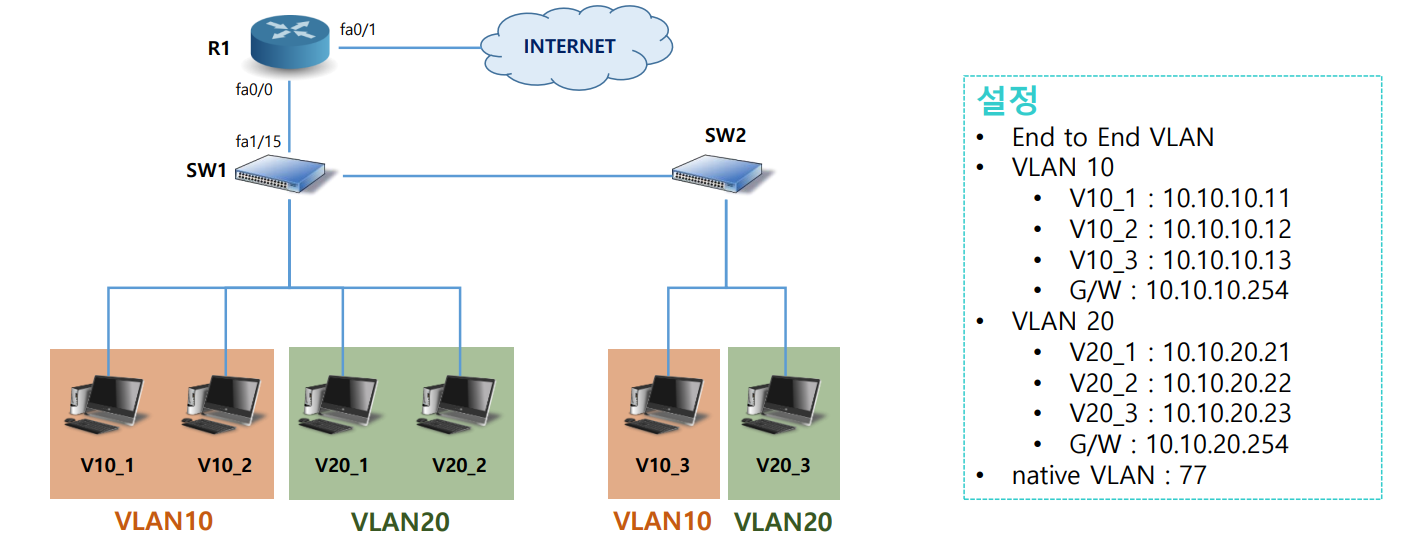 R1
fa0/1
INTERNET
fa0/0
fa1/15
SW1
SW2
V10_1
V10_2
V20_1
V20_2
V10_3
V20_3
VLAN10
VLAN20
VLAN10
VLAN20
설정
• End to End VLAN
• VLAN 10
• V10_1 : 10.10.10.11
• V10_2 : 10.10.10.12
• V10_3 : 10.10.10.13
• G/W : 10.10.10.254
• VLAN 20
• V20_1 : 10.10.20.21
• V20_2 : 10.10.20.22
• V20_3 : 10.10.20.23
• G/W : 10.10.20.254
• native VLAN : 77